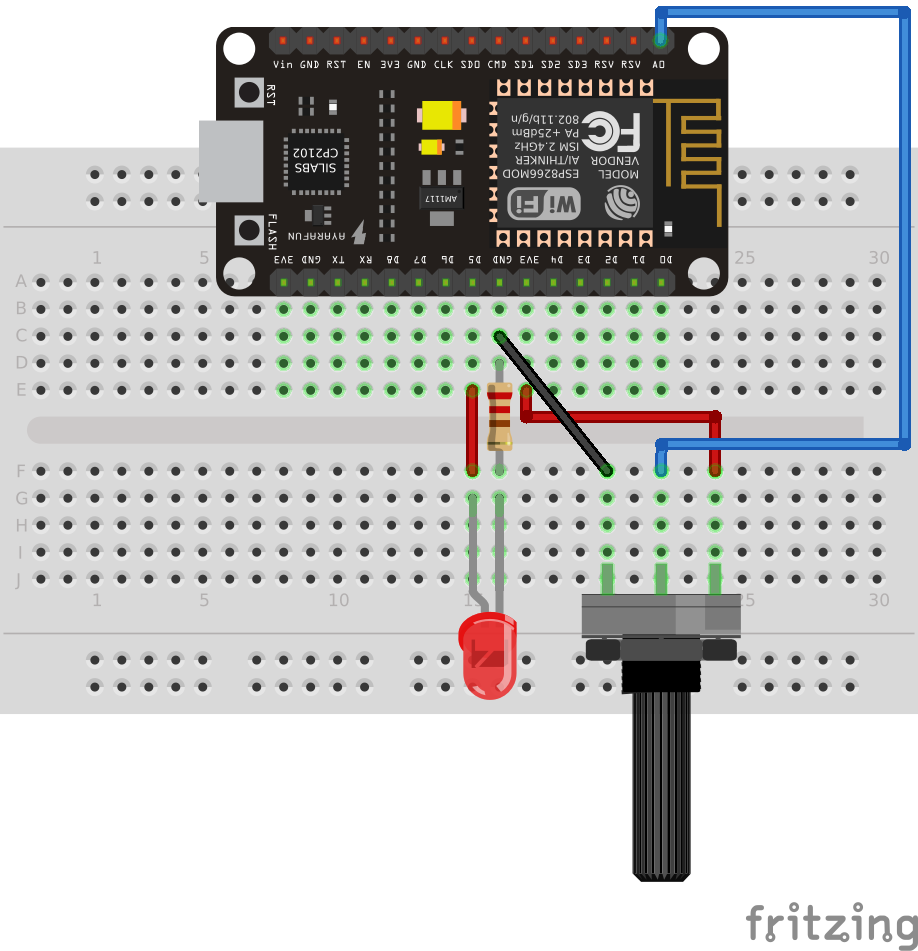 Vin GND RST EN 3V3 GND CLK SD0 CMD SD1 SD2 SD3 RSV RSV A0
RST
SILABS
CP2102
AM1117
MODEL
VENDOR
ESP8266MOD
AI/THINKER
ISM 2.4GHz
PA +25dBm
802.11b/g/n
FC
Wi Fi
FLASH
AYARAFUN
3V3 GND TX RX D8 D7 D6 D5 GND 3V3 D4 D3 D2 D1 D0
1 5 25 30
A
B
C
D
E
F
G
H
I
J
1 5 10 25 30
fritzing